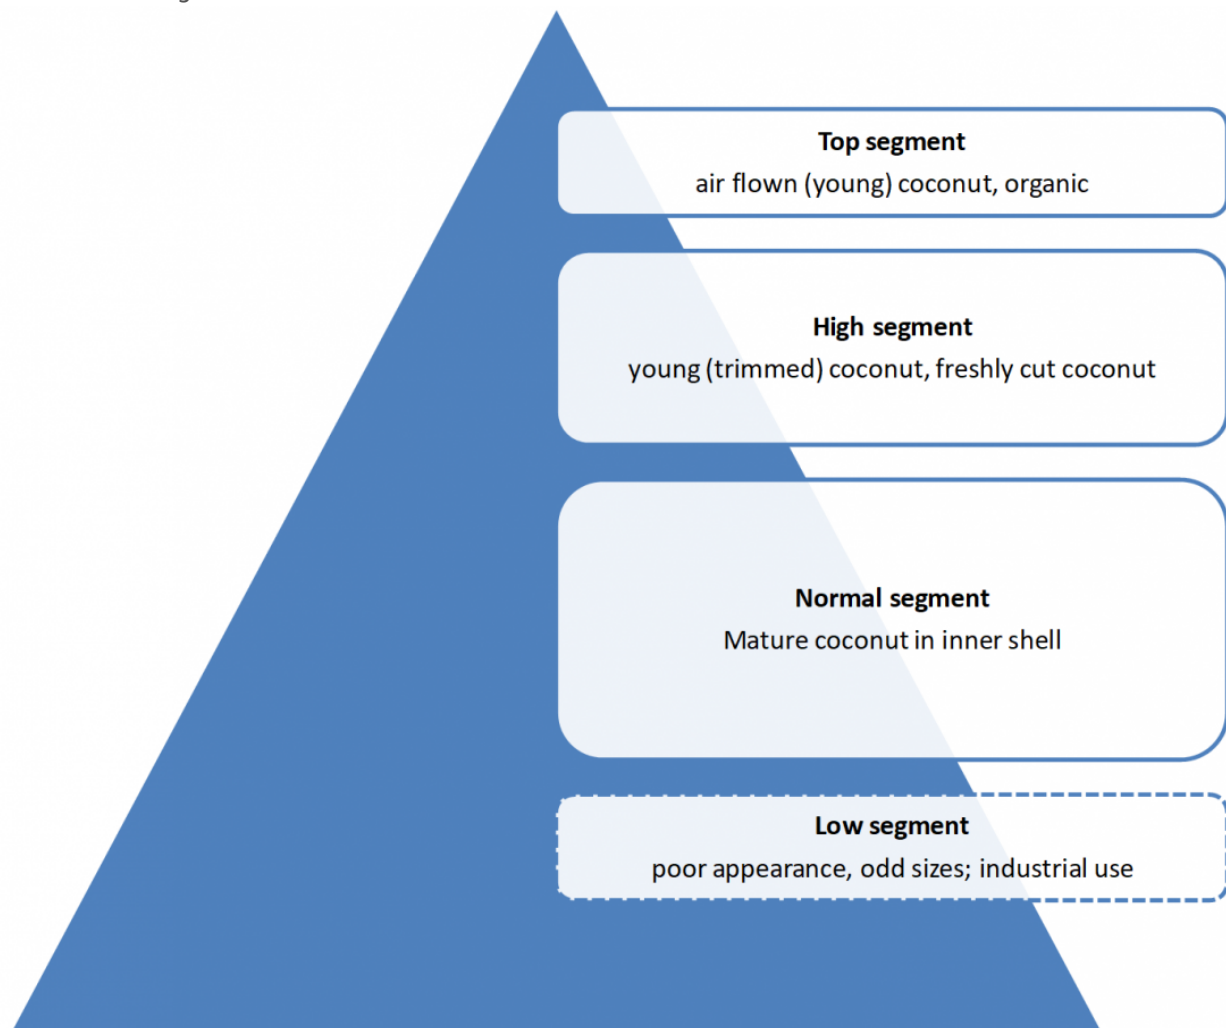 Top segment
air flown (young) coconut, organic
High segment
young (trimmed) coconut, freshly cut coconut
Normal segment
Mature coconut in inner shell
Low segment
poor appearance, odd sizes; industrial use